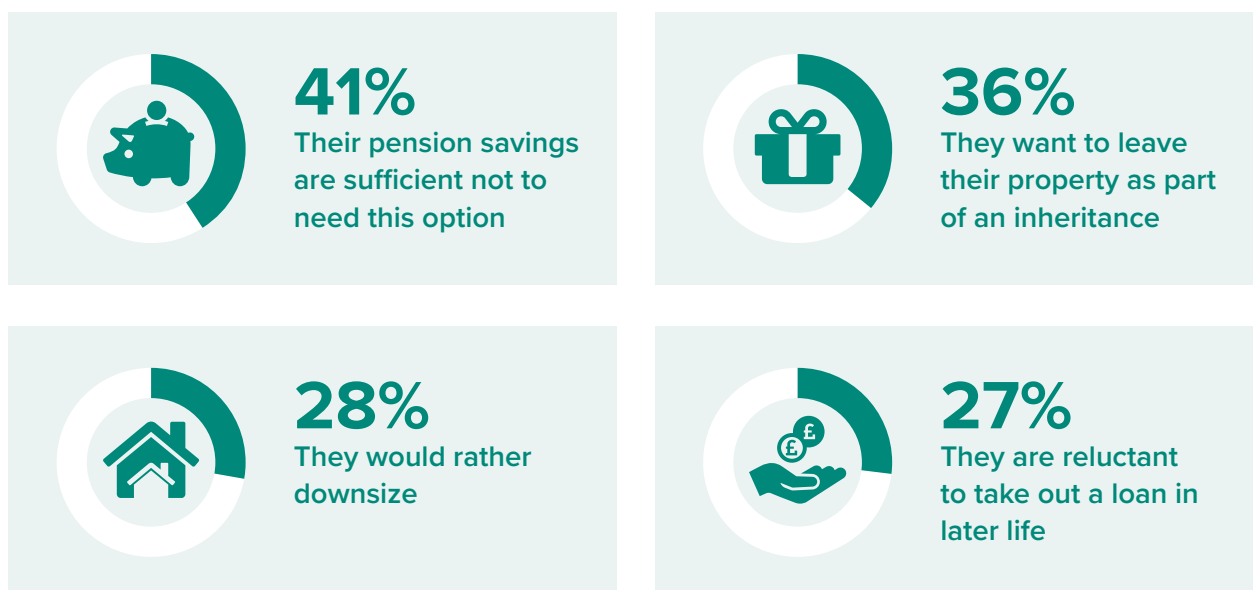 41%
Their pension savings
are sufficient not to
need this option
36%
They want to leave
their property as part
of an inheritance
28%
They would rather
downsize
27%
They are reluctant
to take out a loan in
later life
£
£